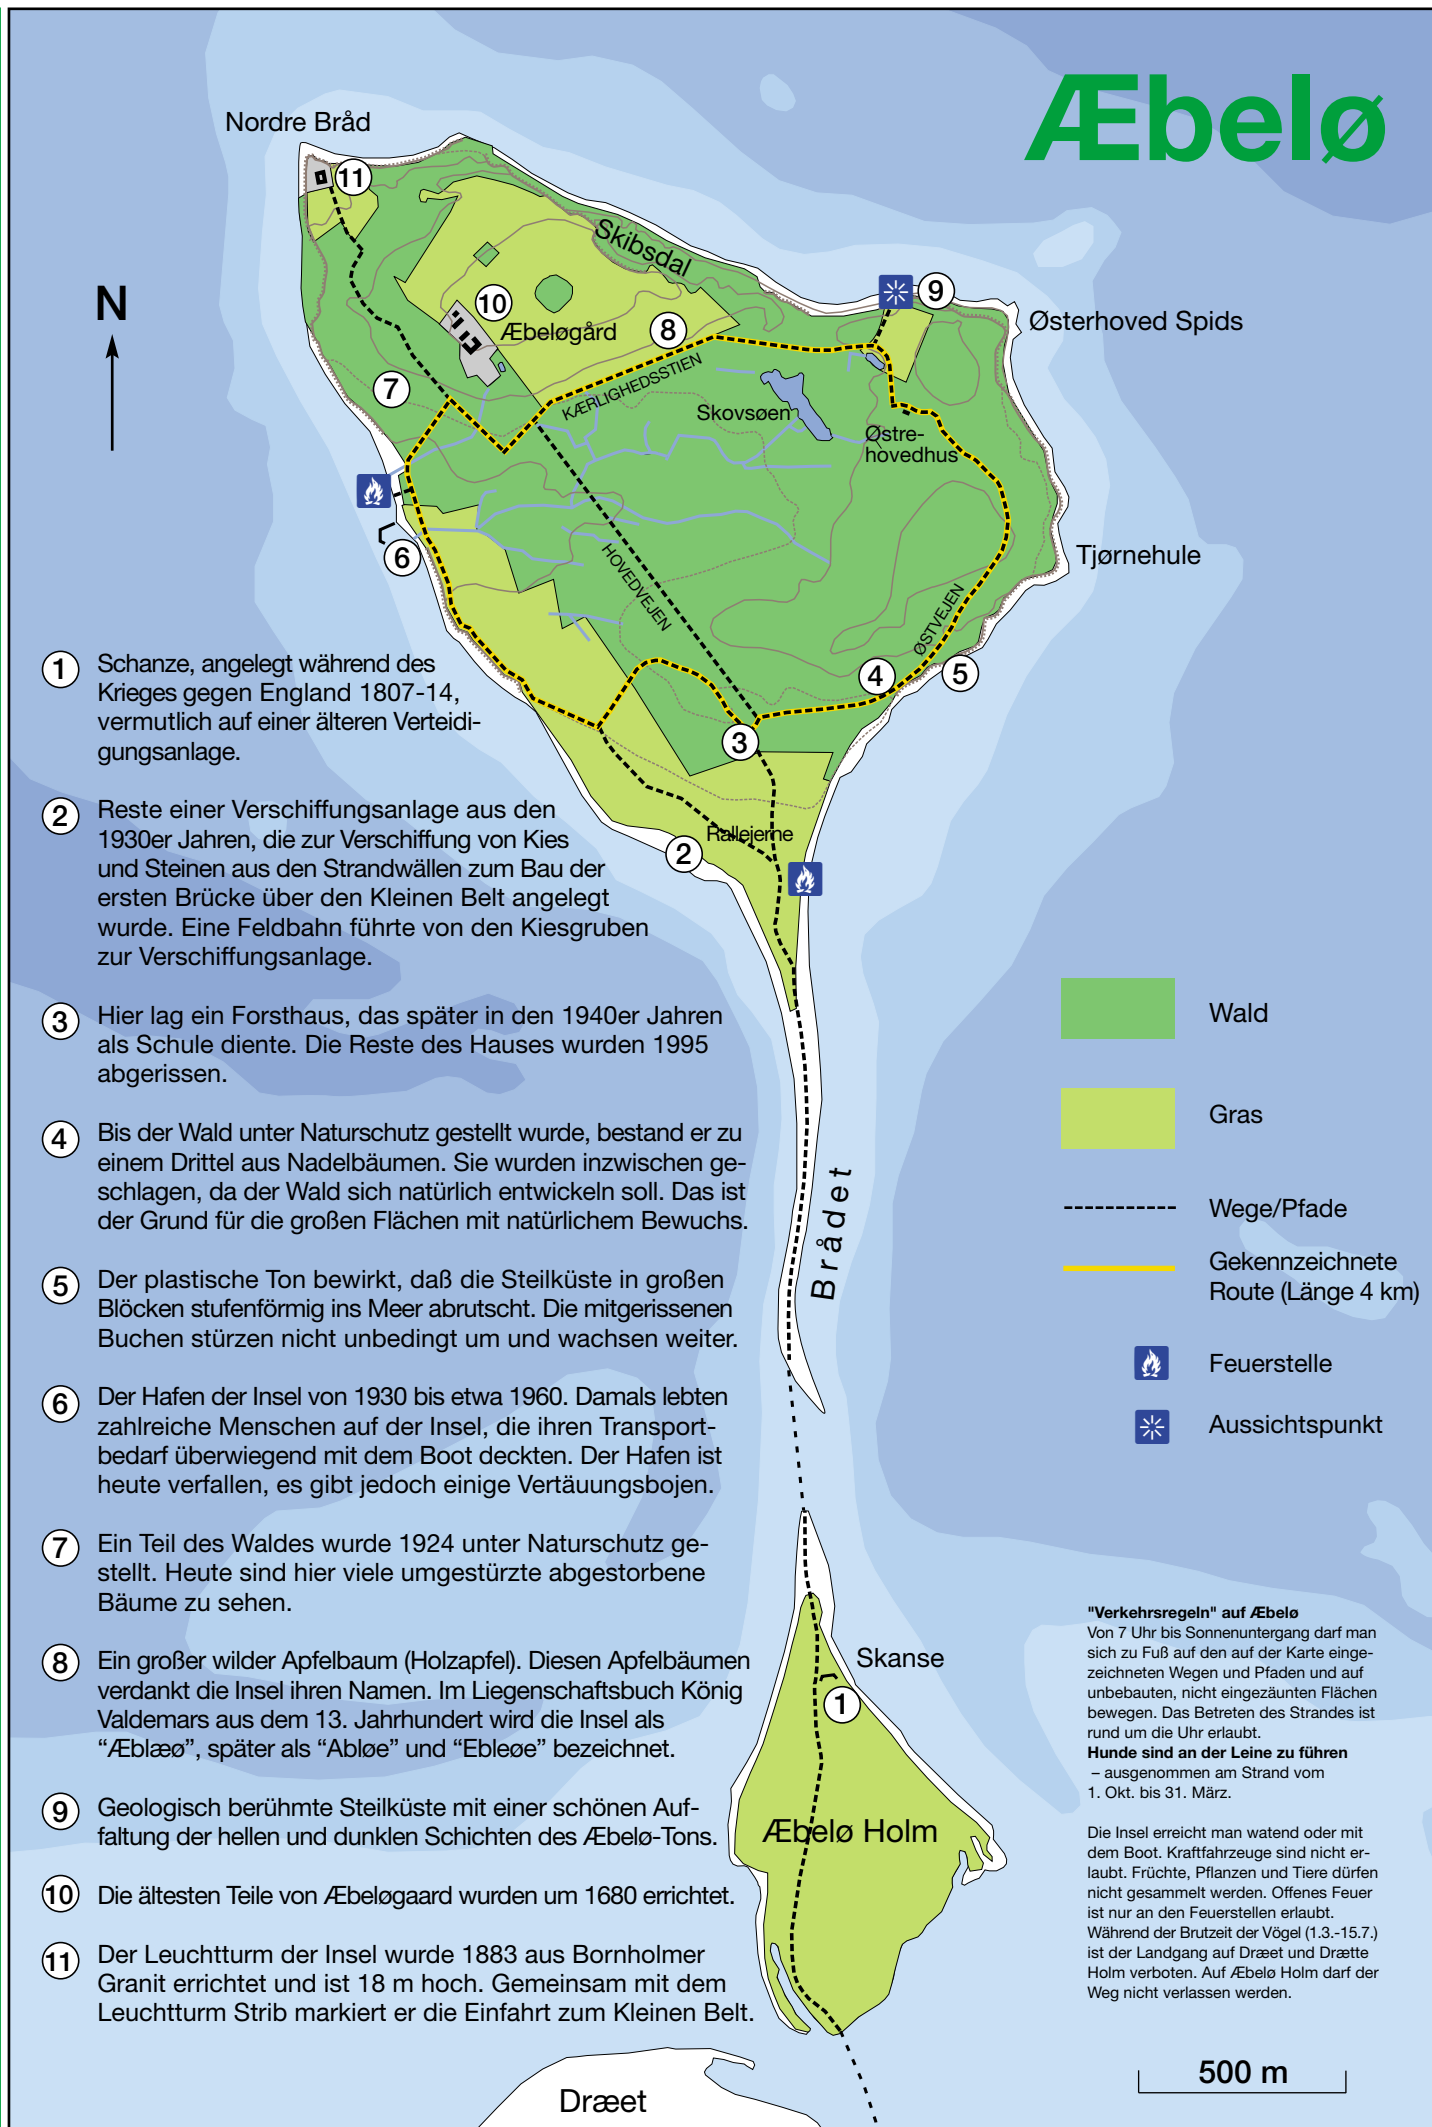 Æbelø
Nordre Bråd
11
Skibsdal
N
10
Æbeløgård
8
9
Østerhoved Spids
KÆRLIGHEDSSTIEN
7
Skovsøen
Østre-
hovedhus
6
HOVEDVEJEN
Tjørnehule
ØSTVEJEN
4
5
3
Rallejerne
2
1 Schanze, angelegt während des
Krieges gegen England 1807-14,
vermutlich auf einer älteren Verteidi-
gungsanlage.
2 Reste einer Verschiffungsanlage aus den
1930er Jahren, die zur Verschiffung von Kies
und Steinen aus den Strandwällen zum Bau der
ersten Brücke über den Kleinen Belt angelegt
wurde. Eine Feldbahn führte von den Kiesgruben
zur Verschiffungsanlage.
3 Hier lag ein Forsthaus, das später in den 1940er Jahren
als Schule diente. Die Reste des Hauses wurden 1995
abgerissen.
4 Bis der Wald unter Naturschutz gestellt wurde, bestand er zu
einem Drittel aus Nadelbäumen. Sie wurden inzwischen ge-
schlagen, da der Wald sich natürlich entwickeln soll. Das ist
der Grund für die großen Flächen mit natürlichem Bewuchs.
5 Der plastische Ton bewirkt, daß die Steilküste in großen
Blöcken stufenförmig ins Meer abrutscht. Die mitgerissenen
Buchen stürzen nicht unbedingt um und wachsen weiter.
6 Der Hafen der Insel von 1930 bis etwa 1960. Damals lebten
zahlreiche Menschen auf der Insel, die ihren Transport-
bedarf überwiegend mit dem Boot deckten. Der Hafen ist
heute verfallen, es gibt jedoch einige Vertäuungsbojen.
7 Ein Teil des Waldes wurde 1924 unter Naturschutz ge-
stellt. Heute sind hier viele umgestürzte abgestorbene
Bäume zu sehen.
8 Ein großer wilder Apfelbaum (Holzapfel). Diesen Apfelbäumen
verdankt die Insel ihren Namen. Im Liegenschaftsbuch König
Valdemars aus dem 13. Jahrhundert wird die Insel als
“Æblæø”, später als “Abløe” und “Ebleøe” bezeichnet.
9 Geologisch berühmte Steilküste mit einer schönen Auf-
faltung der hellen und dunklen Schichten des Æbelø-Tons.
10 Die ältesten Teile von Æbeløgaard wurden um 1680 errichtet.
11 Der Leuchtturm der Insel wurde 1883 aus Bornholmer
Granit errichtet und ist 18 m hoch. Gemeinsam mit dem
Leuchtturm Strib markiert er die Einfahrt zum Kleinen Belt.
Brådet
Wald
Gras
Wege/Pfade
Gekennzeichnete
Route (Länge 4 km)
Feuerstelle
Aussichtspunkt
Skanse
1
Æbelø Holm
Dræet
"Verkehrsregeln" auf Æbelø
Von 7 Uhr bis Sonnenuntergang darf man
sich zu Fuß auf den auf der Karte einge-
zeichneten Wegen und Pfaden und auf
unbebauten, nicht eingezäunten Flächen
bewegen. Das Betreten des Strandes ist
rund um die Uhr erlaubt.
Hunde sind an der Leine zu führen
– ausgenommen am Strand vom
1. Okt. bis 31. März.
Die Insel erreicht man watend oder mit
dem Boot. Kraftfahrzeuge sind nicht er-
laubt. Früchte, Pflanzen und Tiere dürfen
nicht gesammelt werden. Offenes Feuer
ist nur an den Feuerstellen erlaubt.
Während der Brutzeit der Vögel (1.3.-15.7.)
ist der Landgang auf Dræet und Drætte
Holm verboten. Auf Æbelø Holm darf der
Weg nicht verlassen werden.
500 m